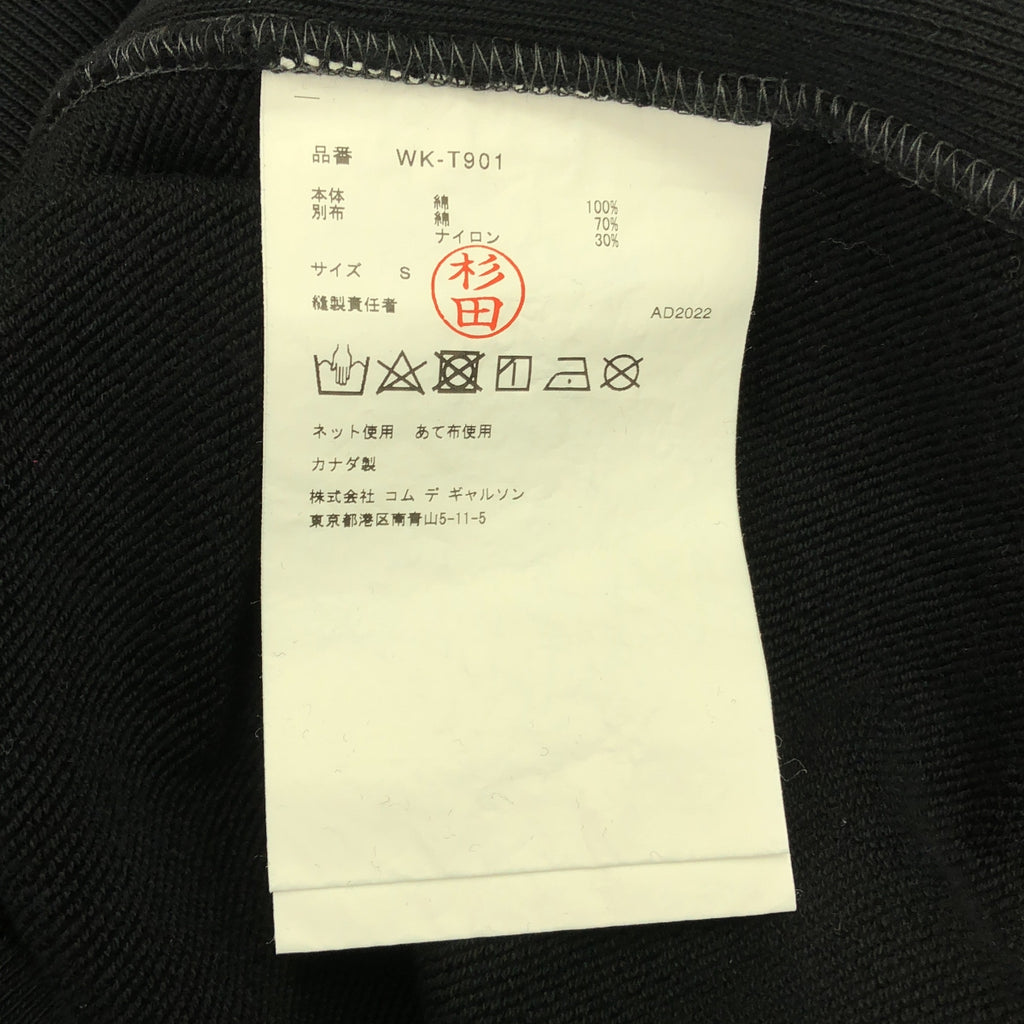 品番 WK-T901
本体 綿 100%
別布 綿 70%
ナイロン 30%
サイズ S
杉田
縫製責任者 AD2022
ネット使用 あて布使用
カナダ製
株式会社 コム デ ギャルソン
東京都港区南青山5-11-5